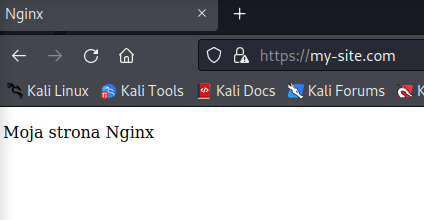 Nginx
https://my-site.com
Kali Linux Kali Tools Kali Docs Kali Forums K
Moja strona Nginx